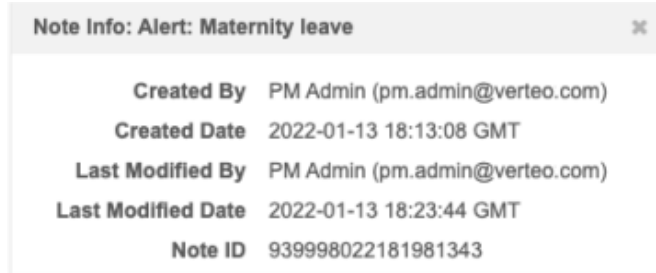 Note Info: Alert: Maternity leave
Created By PM Admin (pm.admin@verteo.com)
Created Date 2022-01-13 18:13:08 GMT
Last Modified By PM Admin (pm.admin@verteo.com)
Last Modified Date 2022-01-13 18:23:44 GMT
Note ID 939998022181981343